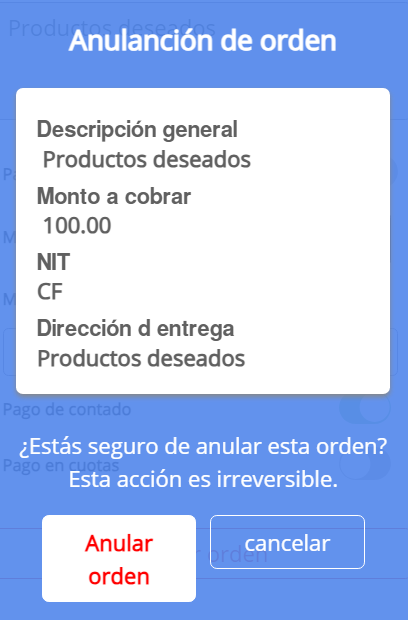 Productos deseados
Anulanción de orden
Descripción general
Productos deseados
Monto a cobrar
100.00
NIT
CF
Dirección d entrega
Productos deseados
Pago de contado
¿Estás seguro de anular esta orden?
Pago en cuotas
Esta acción es irreversible.
Anular
orden
cancelar
orden